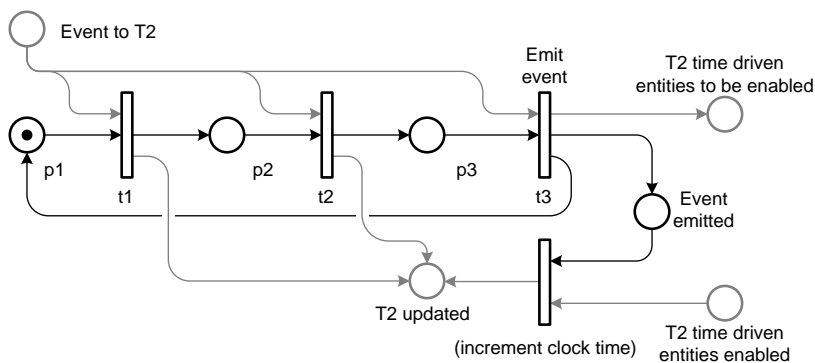 Event to T2
Emit
event
T2 time driven
entities to be enabled
p1
p2
p3
t1
t2
t3
Event
emitted
T2 updated
(increment clock time)
T2 time driven
entities enabled